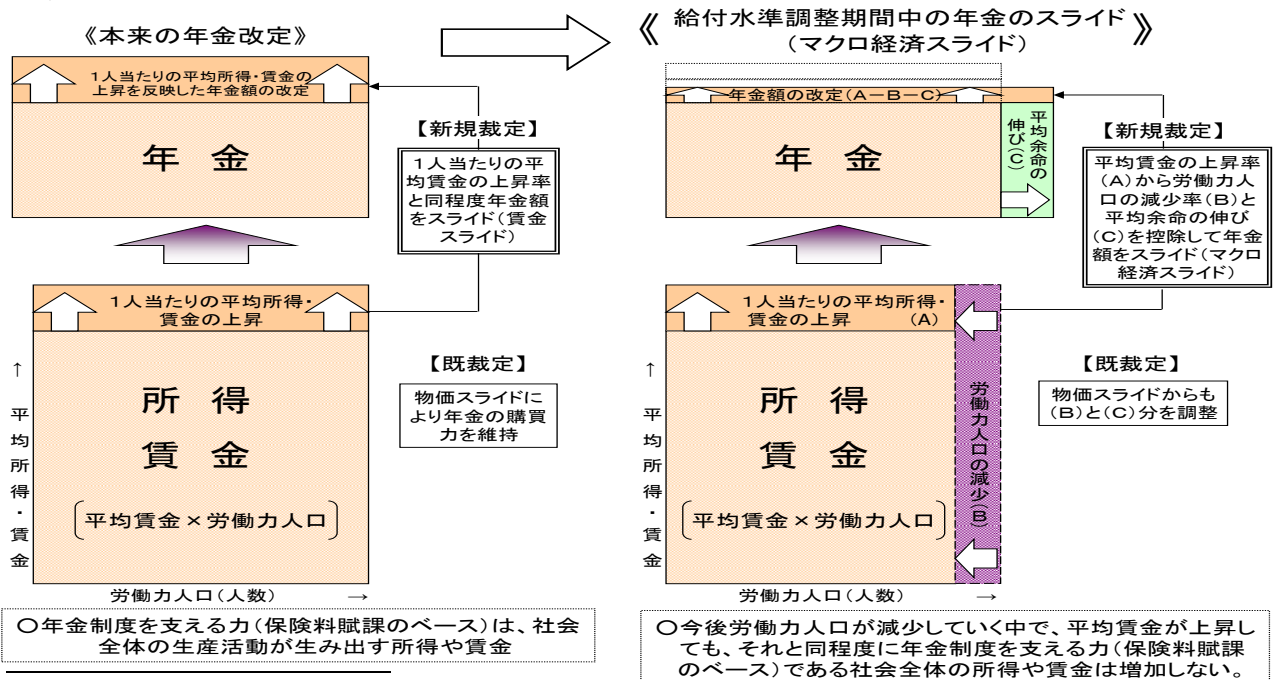 《本来の年金改定》
1人当たりの平均所得・賃金の
上昇を反映した年金額の改定
年 金
【新規裁定】
1人当たりの平
均賃金の上昇率
と同程度年金額
をスライド(賃金
スライド)
1人当たりの平均所得・
賃金の上昇
所 得
賃 金
平均賃金×労働力人口
↑
平均所得・賃金
労働力人口(人数) →
【既裁定】
物価スライドに
より年金の購買
力を維持
○年金制度を支える力(保険料賦課のベース)は、社会
全体の生産活動が生み出す所得や賃金
《 給付水準調整期間中の年金のスライド 》
(マクロ経済スライド)
年金額の改定(A-B-C)
年 金
平均余命の
伸び(C)
【新規裁定】
平均賃金の上昇率
(A)から労働力人
口の減少率(B)と
平均余命の伸び
(C)を控除して年金
額をスライド(マクロ
経済スライド)
1人当たりの平均所得・
賃金の上昇 (A)
所 得
賃 金
平均賃金×労働力人口
労働力人口の減少(B)
↑
平均所得・賃金
労働力人口(人数) →
【既裁定】
物価スライドからも
(B)と(C)分を調整
○今後労働力人口が減少していく中で、平均賃金が上昇し
ても、それと同程度に年金制度を支える力(保険料賦課
のベース)である社会全体の所得や賃金は増加しない。